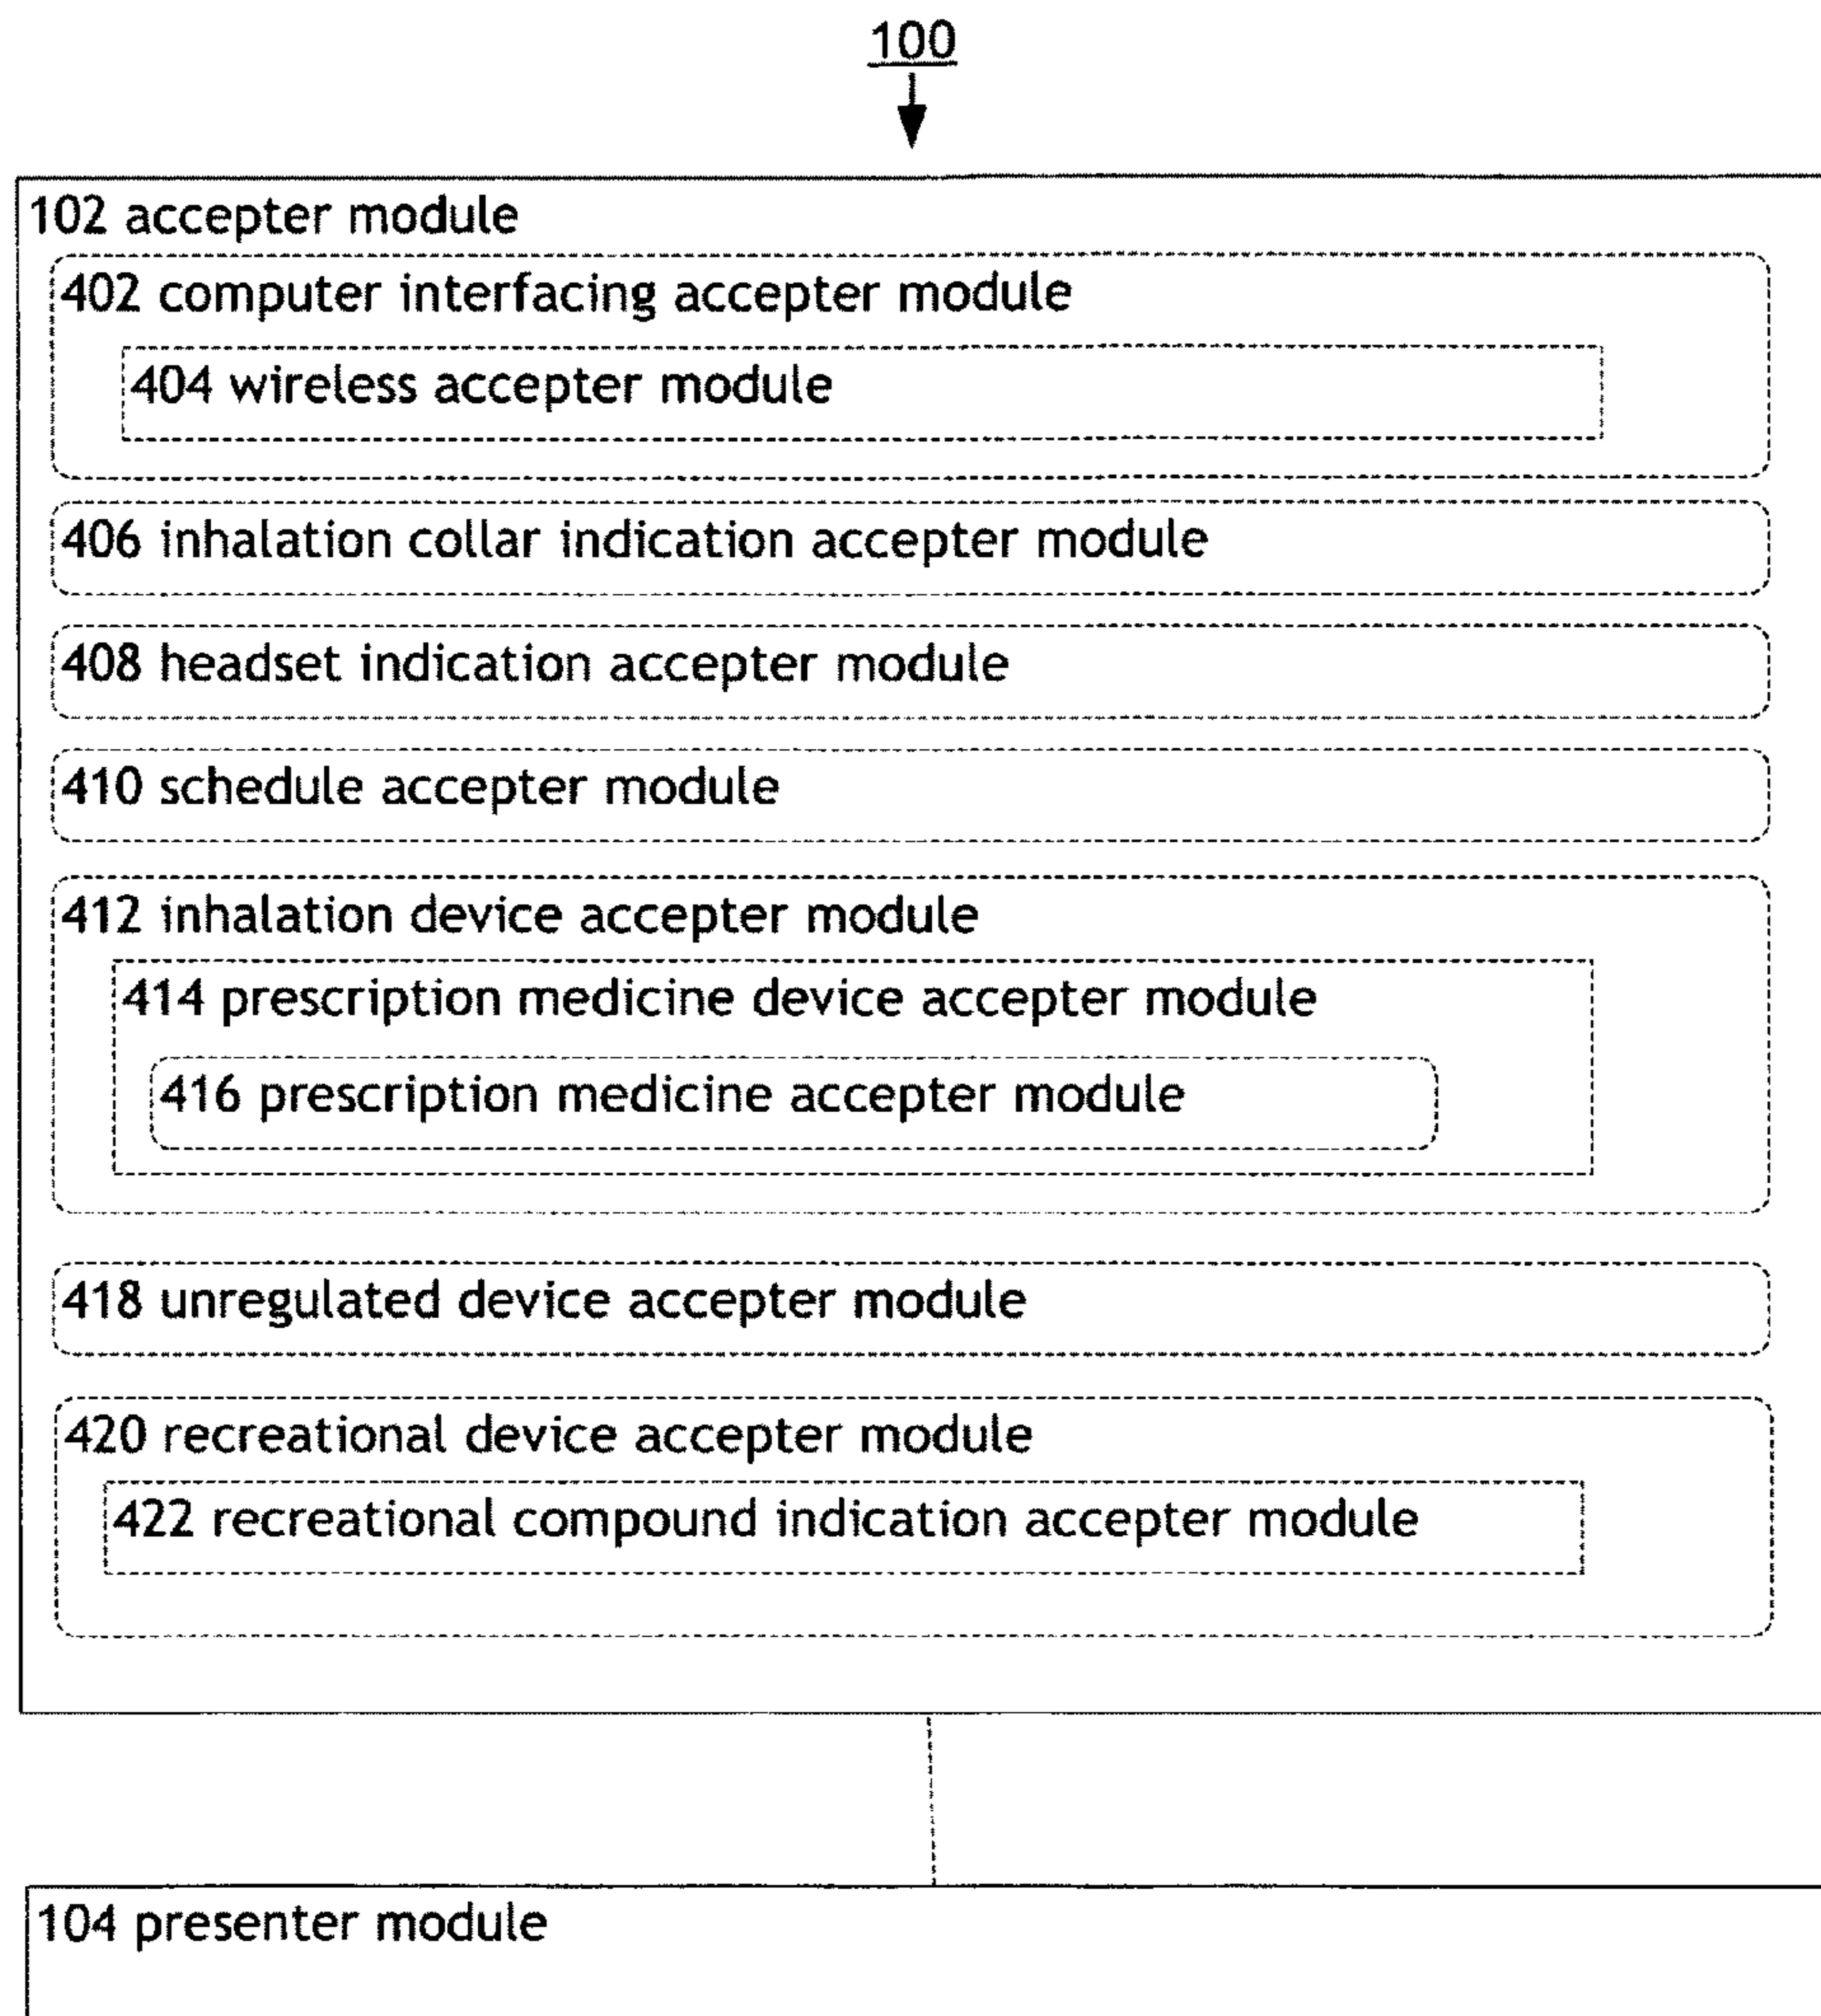 100
102 accepter module
402 computer interfacing accepter module
404 wireless accepter module
406 inhalation collar indication accepter module
408 headset indication accepter module
410 schedule accepter module
412 inhalation device accepter module
414 prescription medicine device accepter module
416 prescription medicine accepter module
418 unregulated device accepter module
420 recreational device accepter module
422 recreational compound indication accepter module
104 presenter module